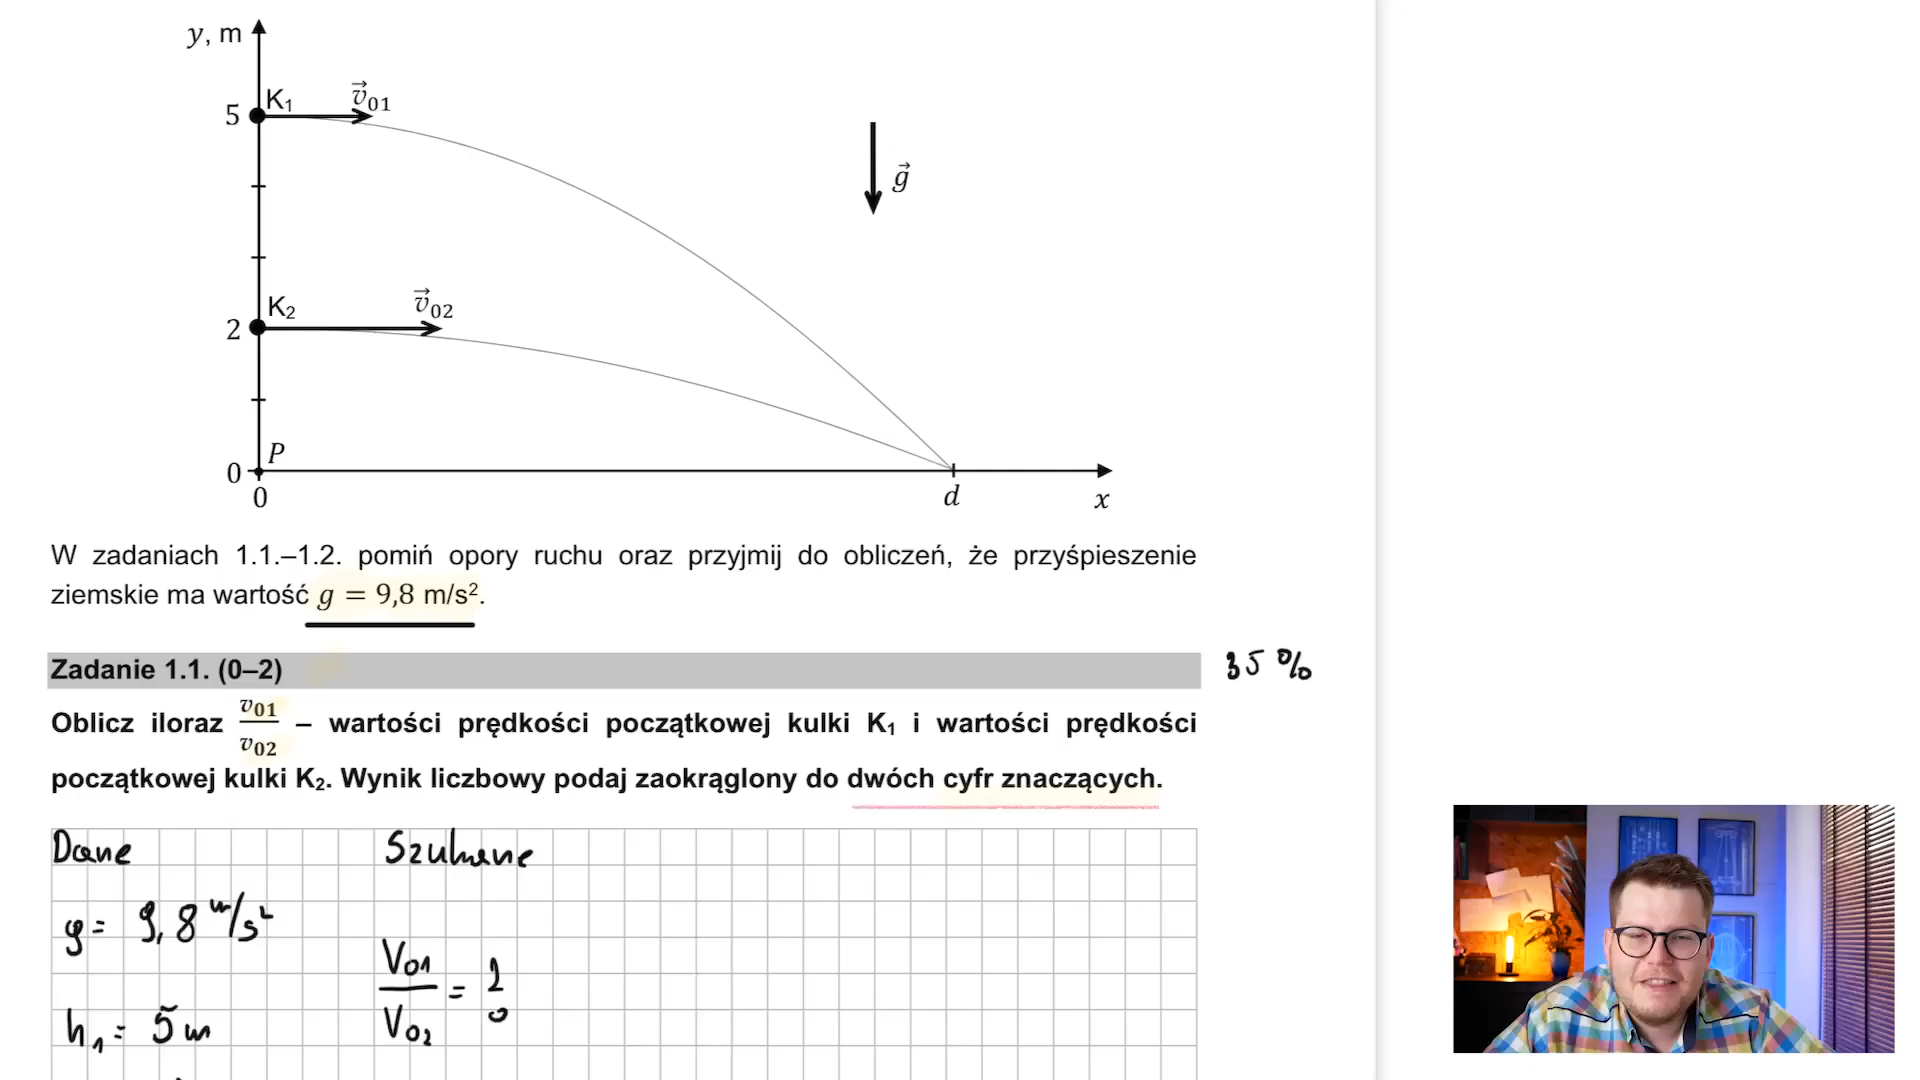 y, m
K₁
v⃗₀₁
5
g⃗
K₂
v⃗₀₂
2
P
0
0
d
x
W zadaniach 1.1.–1.2. pomiń opory ruchu oraz przyjmij do obliczeń, że przyśpieszenie
ziemskie ma wartość g = 9,8 m/s².
Zadanie 1.1. (0–2)
35 %
Oblicz iloraz v₀₁/v₀₂ – wartości prędkości początkowej kulki K₁ i wartości prędkości
początkowej kulki K₂. Wynik liczbowy podaj zaokrąglony do dwóch cyfr znaczących.
Dane
Szukane
g = 9,8 m/s²
V₀₁/V₀₂ = ?
h₁ = 5 m